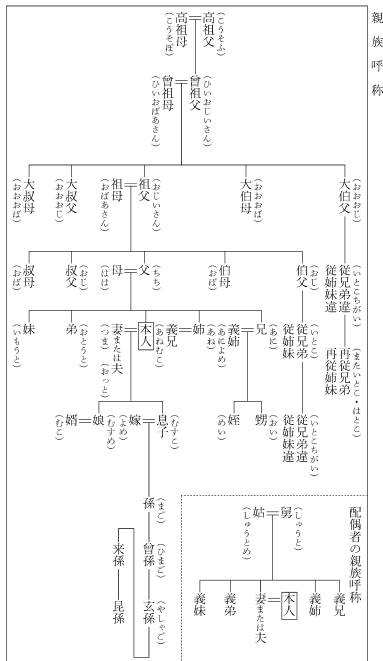 親族呼称
高祖父
(こうそふ)
高祖母
(こうそぼ)
曾祖父
(ひいおじいさん)
曾祖母
(ひいおばあさん)
大伯父
(おおおじ)
大伯母
(おおおば)
祖父
(おじいさん)
祖母
(おばあさん)
大叔父
(おおおじ)
大叔母
(おおおば)
従兄弟違
従姉妹違
(いとこちがい)
伯父
(おじ)
伯母
(おば)
父
(ちち)
母
(はは)
叔父
(おじ)
叔母
(おば)
再従兄弟
再従姉妹
(またいとこ・はとこ)
従兄弟
従姉妹
(いとこ)
兄
(あに)
義姉
(あによめ)
姉
(あね)
義兄
(あねむこ)
本人
妻または夫
(つま)(おっと)
弟
(おとうと)
妹
(いもうと)
従兄弟違
従姉妹違
(いとこちがい)
甥
(おい)
姪
(めい)
息子
(むすこ)
嫁
(よめ)
娘
(むすめ)
婿
(むこ)
孫
(まご)
曾孫
(ひまご)
玄孫
(やしゃご)
来孫
昆孫
配偶者の親族呼称
舅
(しゅうと)
姑
(しゅうとめ)
義兄
義姉
本人
妻または夫
義弟
義妹